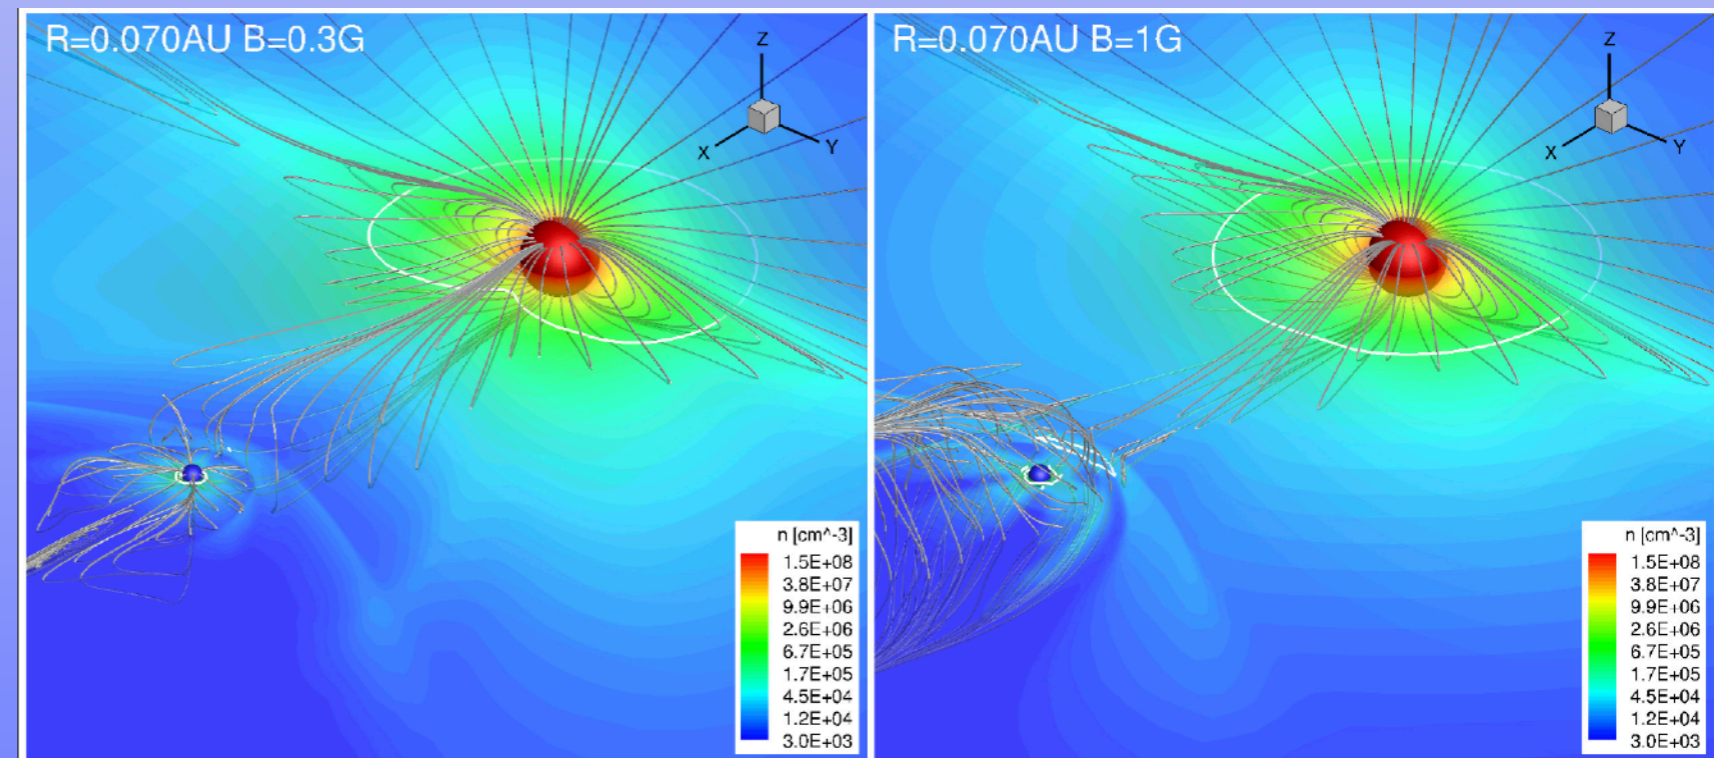 R=0.070AU B=0.3G
Z
X
Y
n [cm^-3]
1.5E+08
3.8E+07
9.9E+06
2.6E+06
6.7E+05
1.7E+05
4.5E+04
1.2E+04
3.0E+03
R=0.070AU B=1G
Z
X
Y
n [cm^-3]
1.5E+08
3.8E+07
9.9E+06
2.6E+06
6.7E+05
1.7E+05
4.5E+04
1.2E+04
3.0E+03